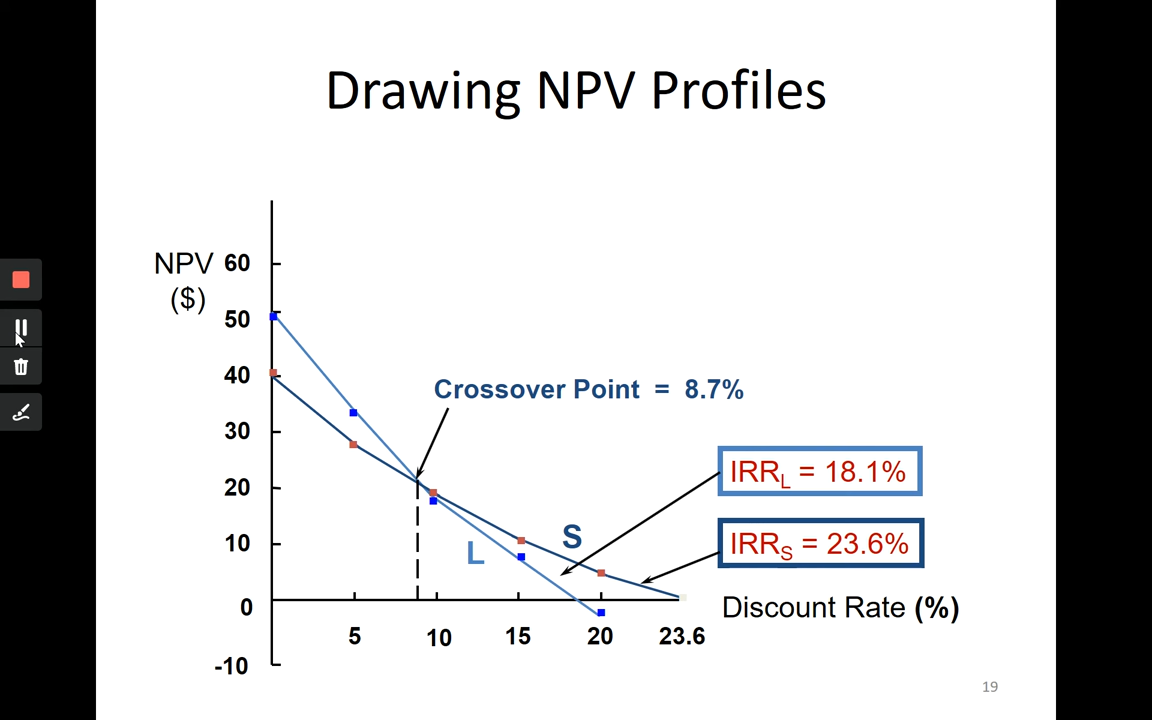 Drawing NPV Profiles
NPV
($)
60
50
40
30
20
10
0
-10
Crossover Point = 8.7%
IRRL = 18.1%
S
IRRS = 23.6%
L
Discount Rate (%)
5 10 15 20 23.6
19